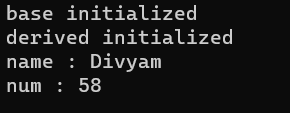 base initialized
derived initialized
name : Divyam
num : 58